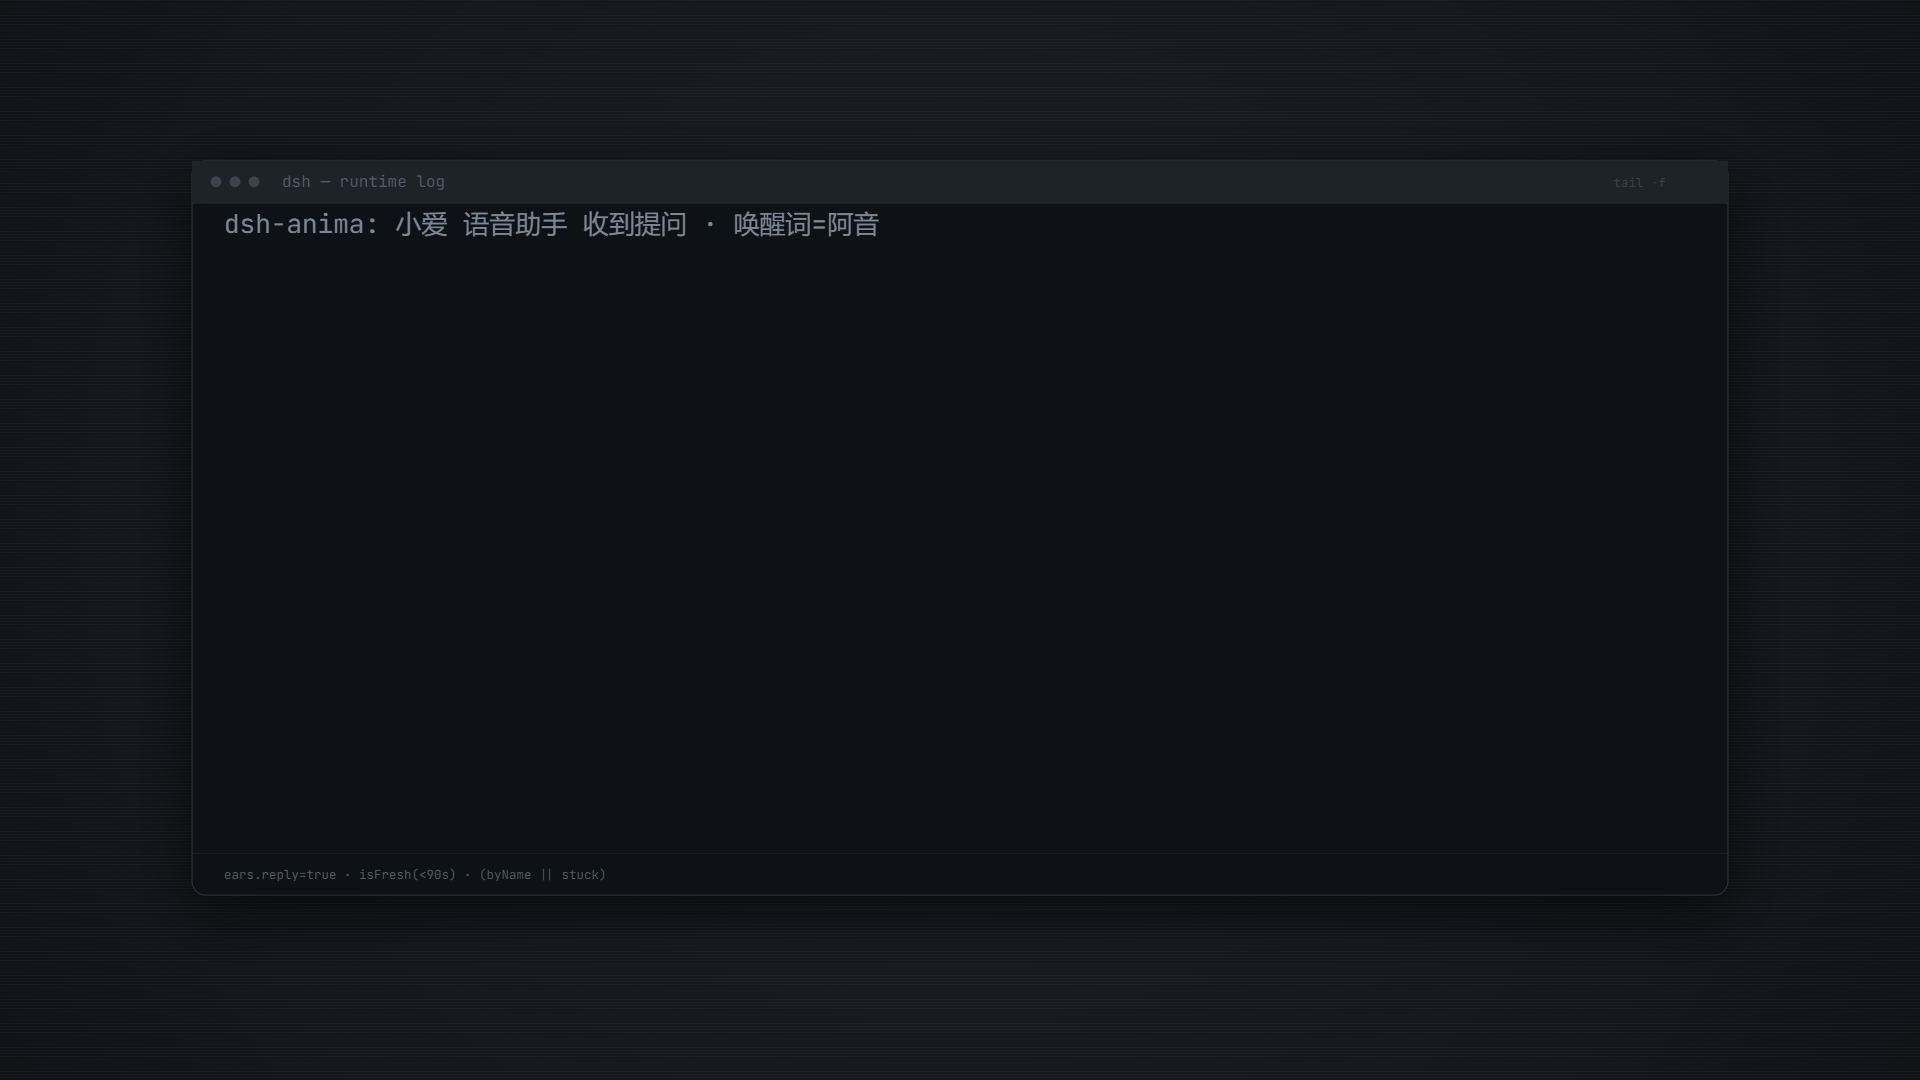 dsh — runtime log
tail -f
dsh-anima: 小爱 语音助手 收到提问 · 唤醒词=阿音
ears.reply=true · isFresh(<90s) · (byName || stuck)